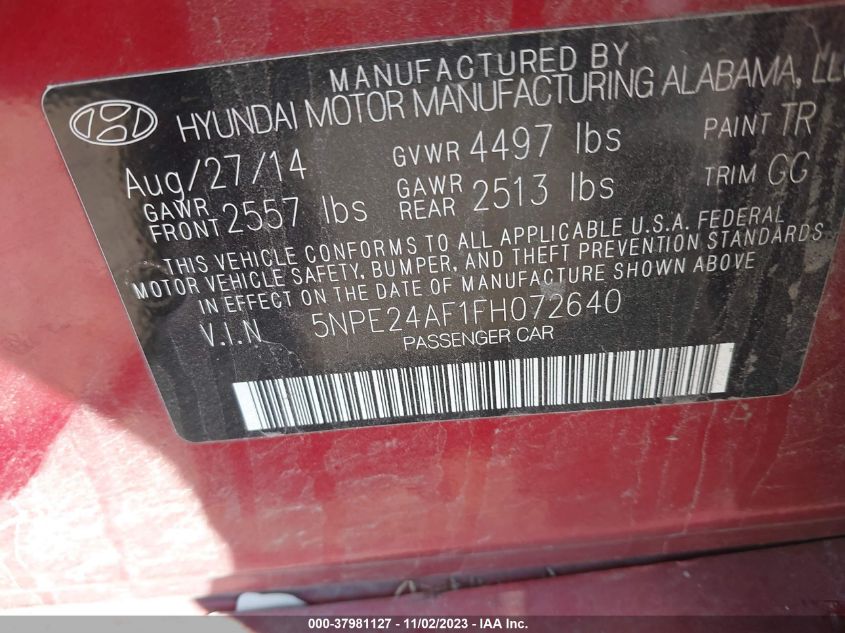 MANUFACTURED BY
HYUNDAI MOTOR MANUFACTURING ALABAMA, LLC
Aug/27/14 GVWR 4497 lbs PAINT TR
GAWR FRONT 2557 lbs GAWR REAR 2513 lbs TRIM GG
THIS VEHICLE CONFORMS TO ALL APPLICABLE U.S.A. FEDERAL
MOTOR VEHICLE SAFETY, BUMPER, AND THEFT PREVENTION STANDARDS
IN EFFECT ON THE DATE OF MANUFACTURE SHOWN ABOVE
V.I.N 5NPE24AF1FH072640
PASSENGER CAR
000-37981127 - 11/02/2023 - IAA Inc.